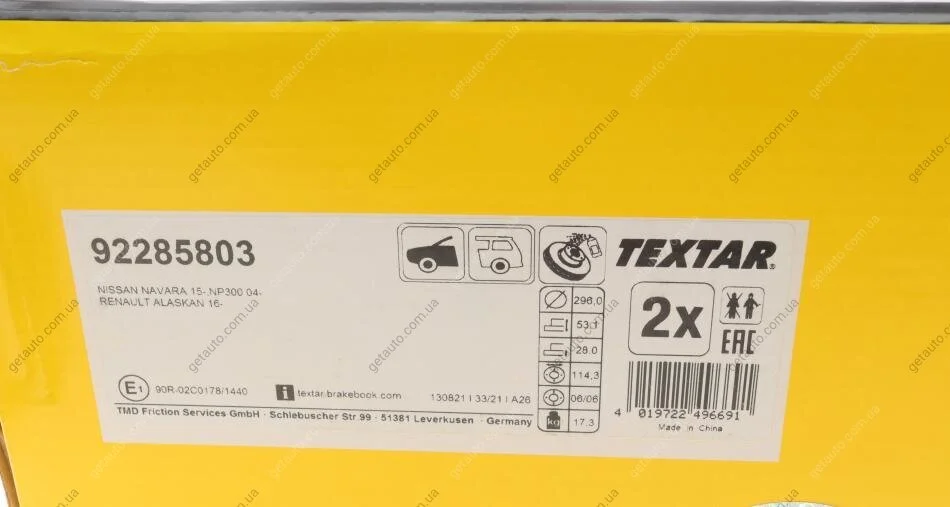 92285803
NISSAN NAVARA 15-,NP300 04-
RENAULT ALASKAN 16-
E1
90R-02C0178/1440
i textar.brakebook.com
130821 I 33/21 I A26
TMD Friction Services GmbH · Schlebuscher Str.99 · 51381 Leverkusen · Germany
296,0
53,1
28,0
114,3
06/06
kg 17,3
TEXTAR®
2x
EAC
4 019722 496691
Made in China
getauto.com.ua